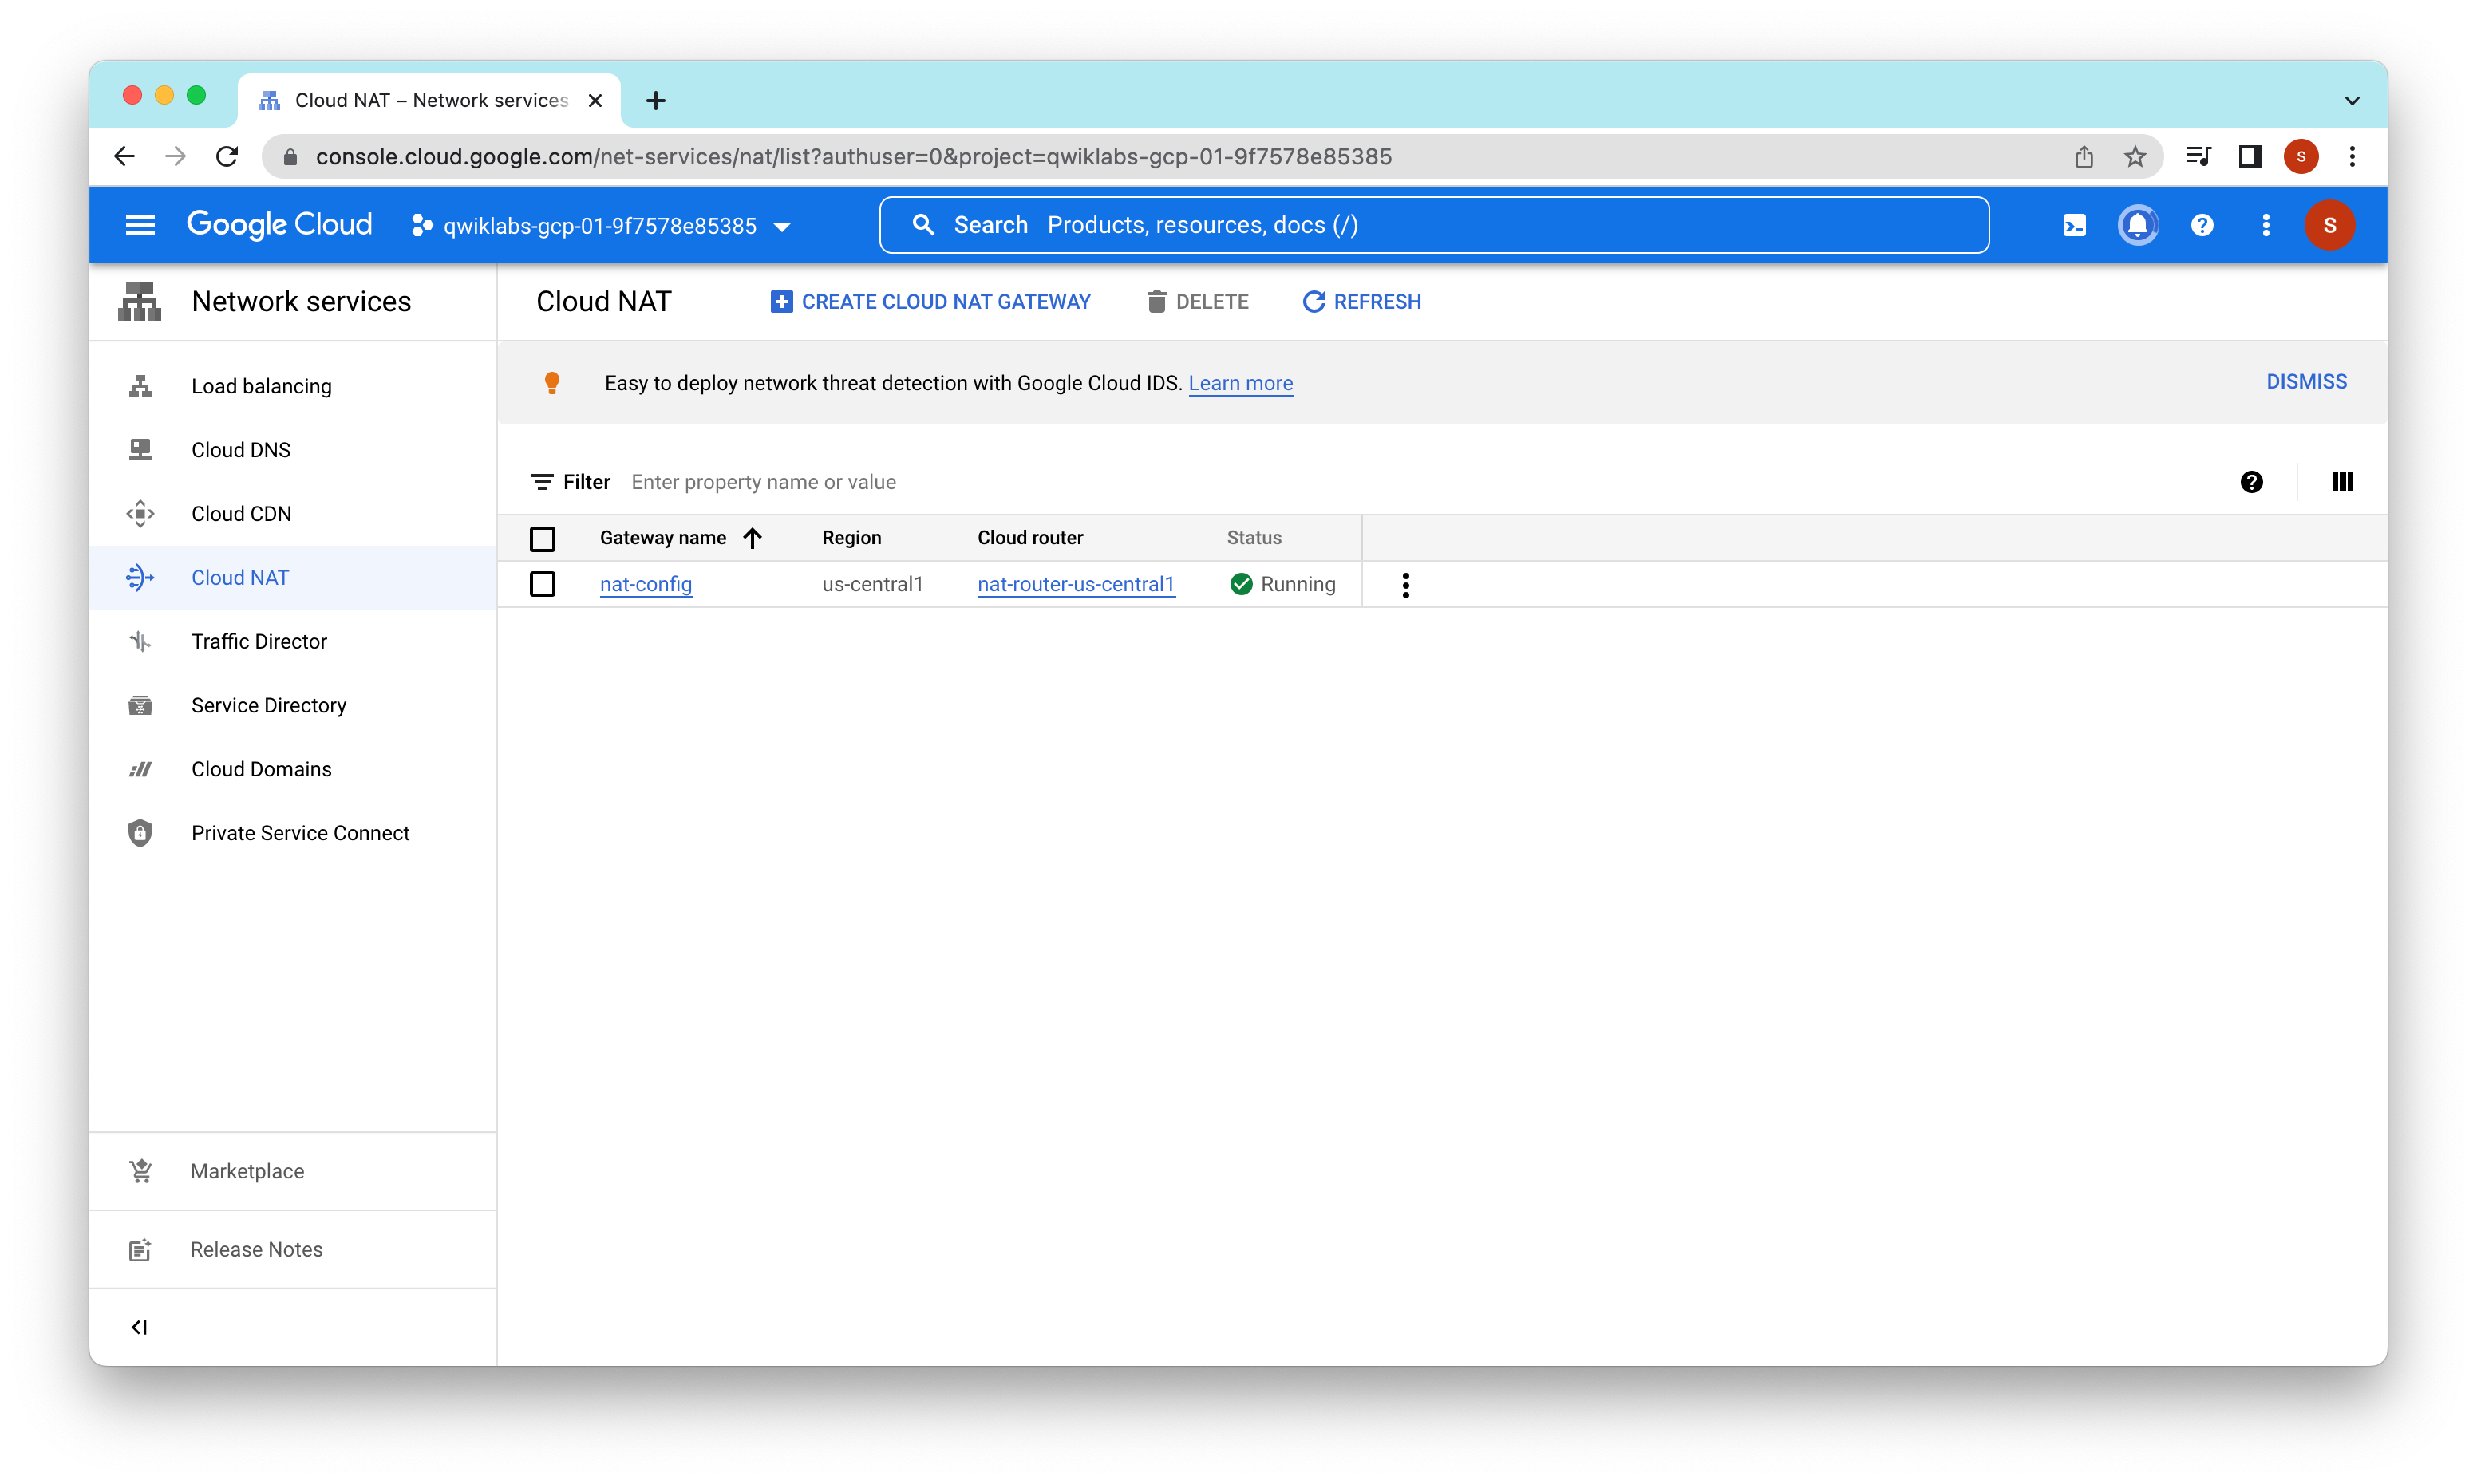 Cloud NAT – Network services
console.cloud.google.com/net-services/nat/list?authuser=0&project=qwiklabs-gcp-01-9f7578e85385
S
Google Cloud
qwiklabs-gcp-01-9f7578e85385
Search Products, resources, docs (/)
S
Network services
Cloud NAT
CREATE CLOUD NAT GATEWAY
DELETE
REFRESH
Load balancing
Cloud DNS
Cloud CDN
Cloud NAT
Traffic Director
Service Directory
Cloud Domains
Private Service Connect
Marketplace
Release Notes
Easy to deploy network threat detection with Google Cloud IDS. Learn more
DISMISS
Filter Enter property name or value
Gateway name Region Cloud router Status
nat-config us-central1 nat-router-us-central1 Running